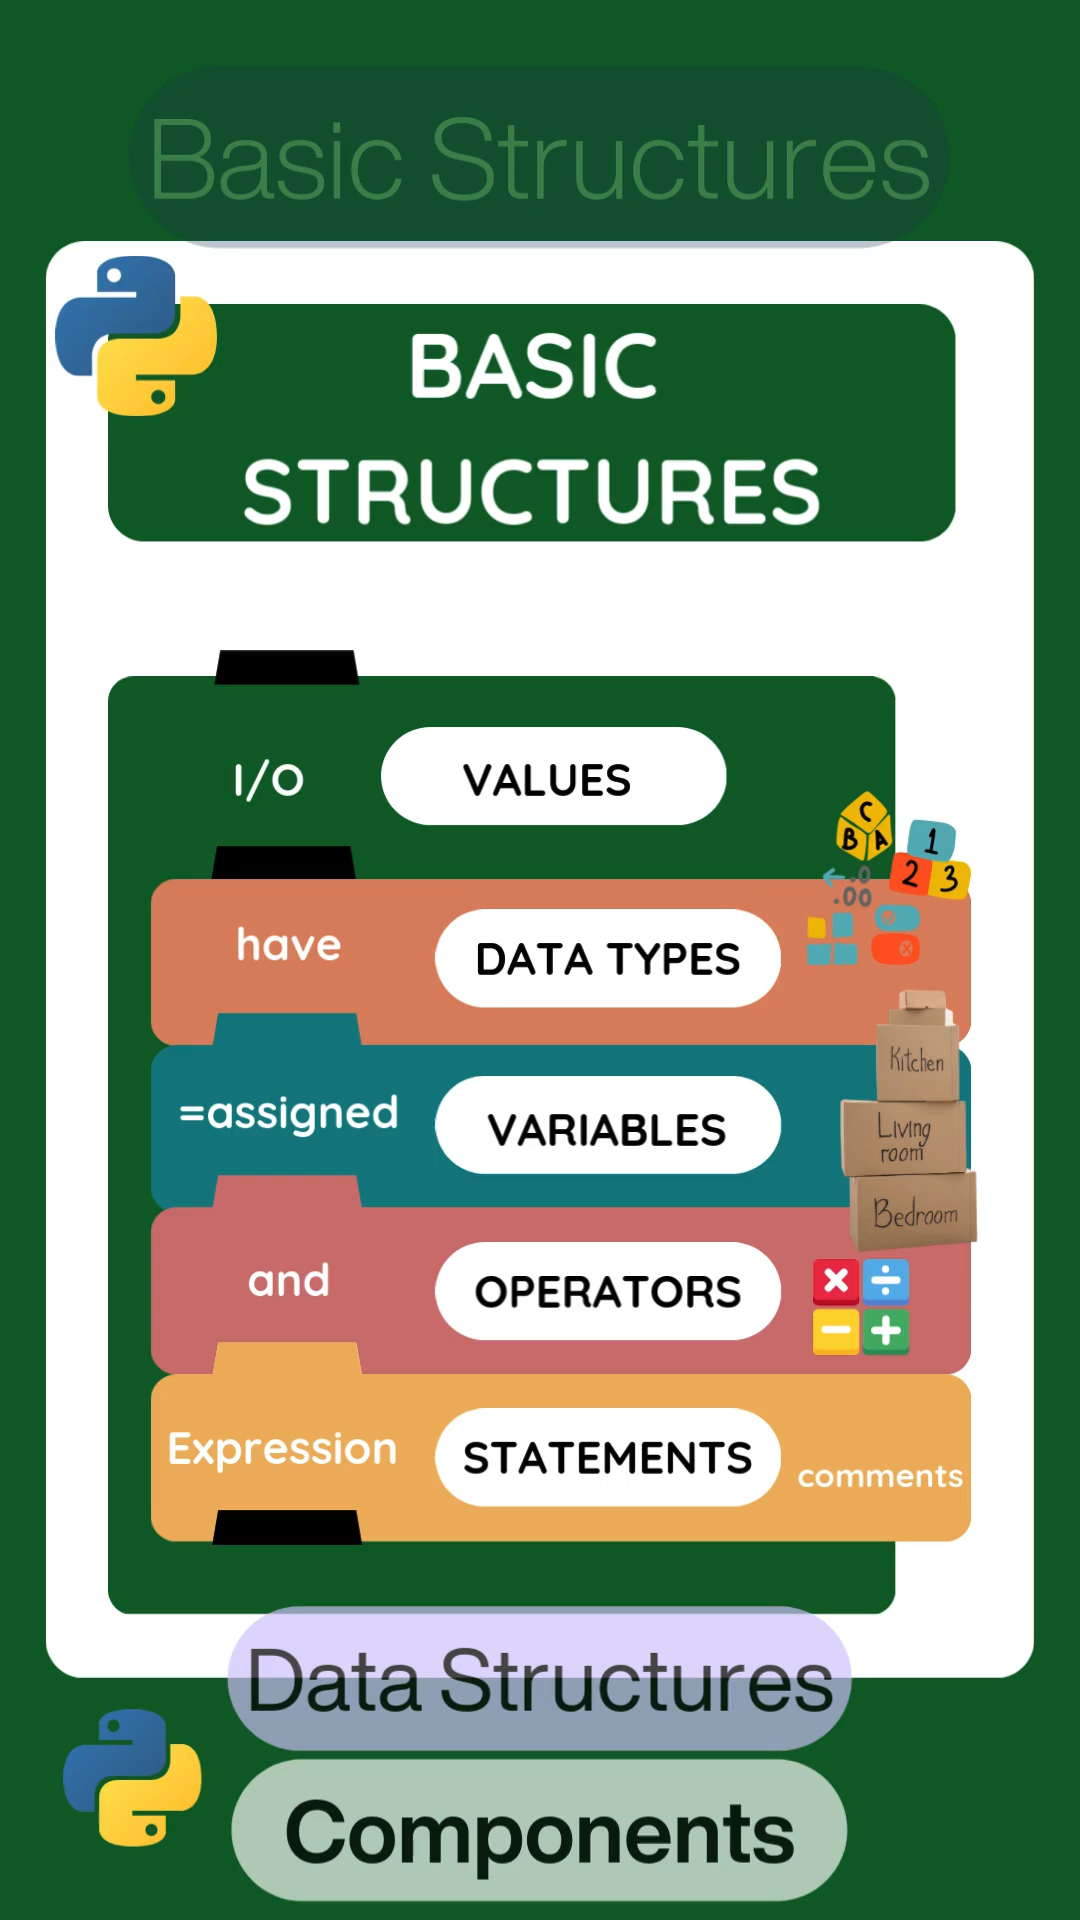 Basic Structures
BASIC
STRUCTURES
I/O VALUES
C
B A
1
2 3
.0
.00
have DATA TYPES
Kitchen
=assigned VARIABLES
Living
room
Bedroom
and OPERATORS
Expression STATEMENTS comments
Data Structures
Components